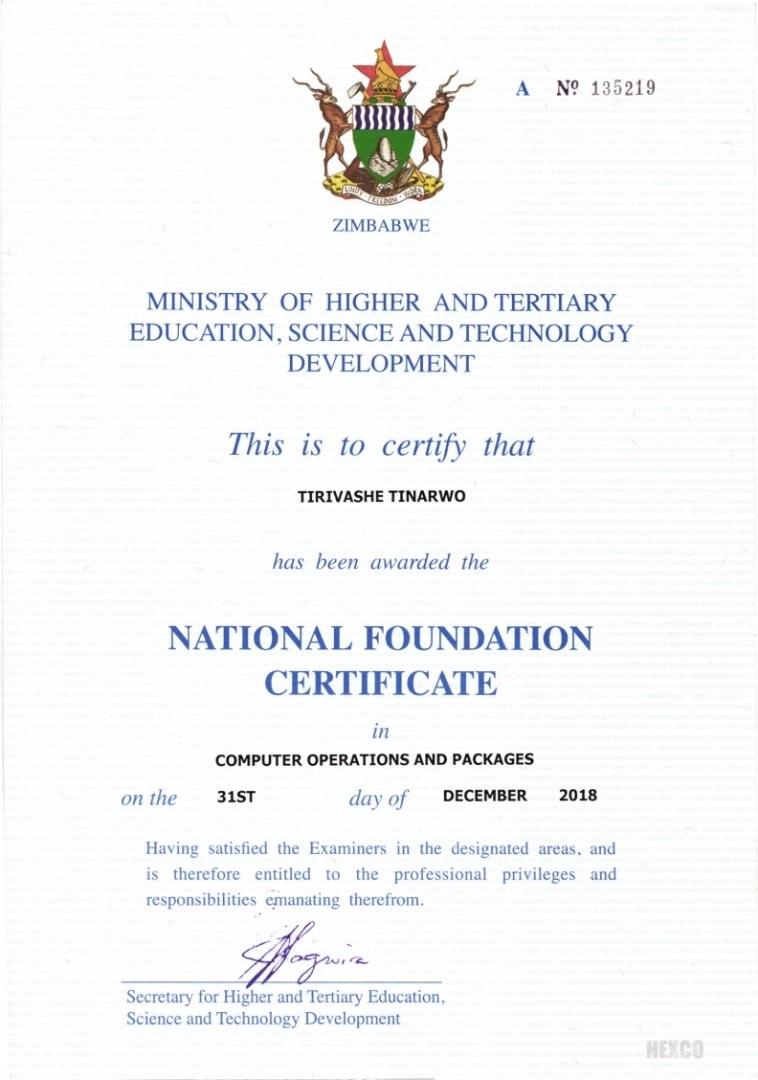 A Nº 135219
UNITY · FREEDOM · WORK
ZIMBABWE
MINISTRY OF HIGHER AND TERTIARY
EDUCATION, SCIENCE AND TECHNOLOGY
DEVELOPMENT
This is to certify that
TIRIVASHE TINARWO
has been awarded the
NATIONAL FOUNDATION
CERTIFICATE
in
COMPUTER OPERATIONS AND PACKAGES
on the 31ST day of DECEMBER 2018
Having satisfied the Examiners in the designated areas, and
is therefore entitled to the professional privileges and
responsibilities emanating therefrom.
Secretary for Higher and Tertiary Education,
Science and Technology Development
HEXCO